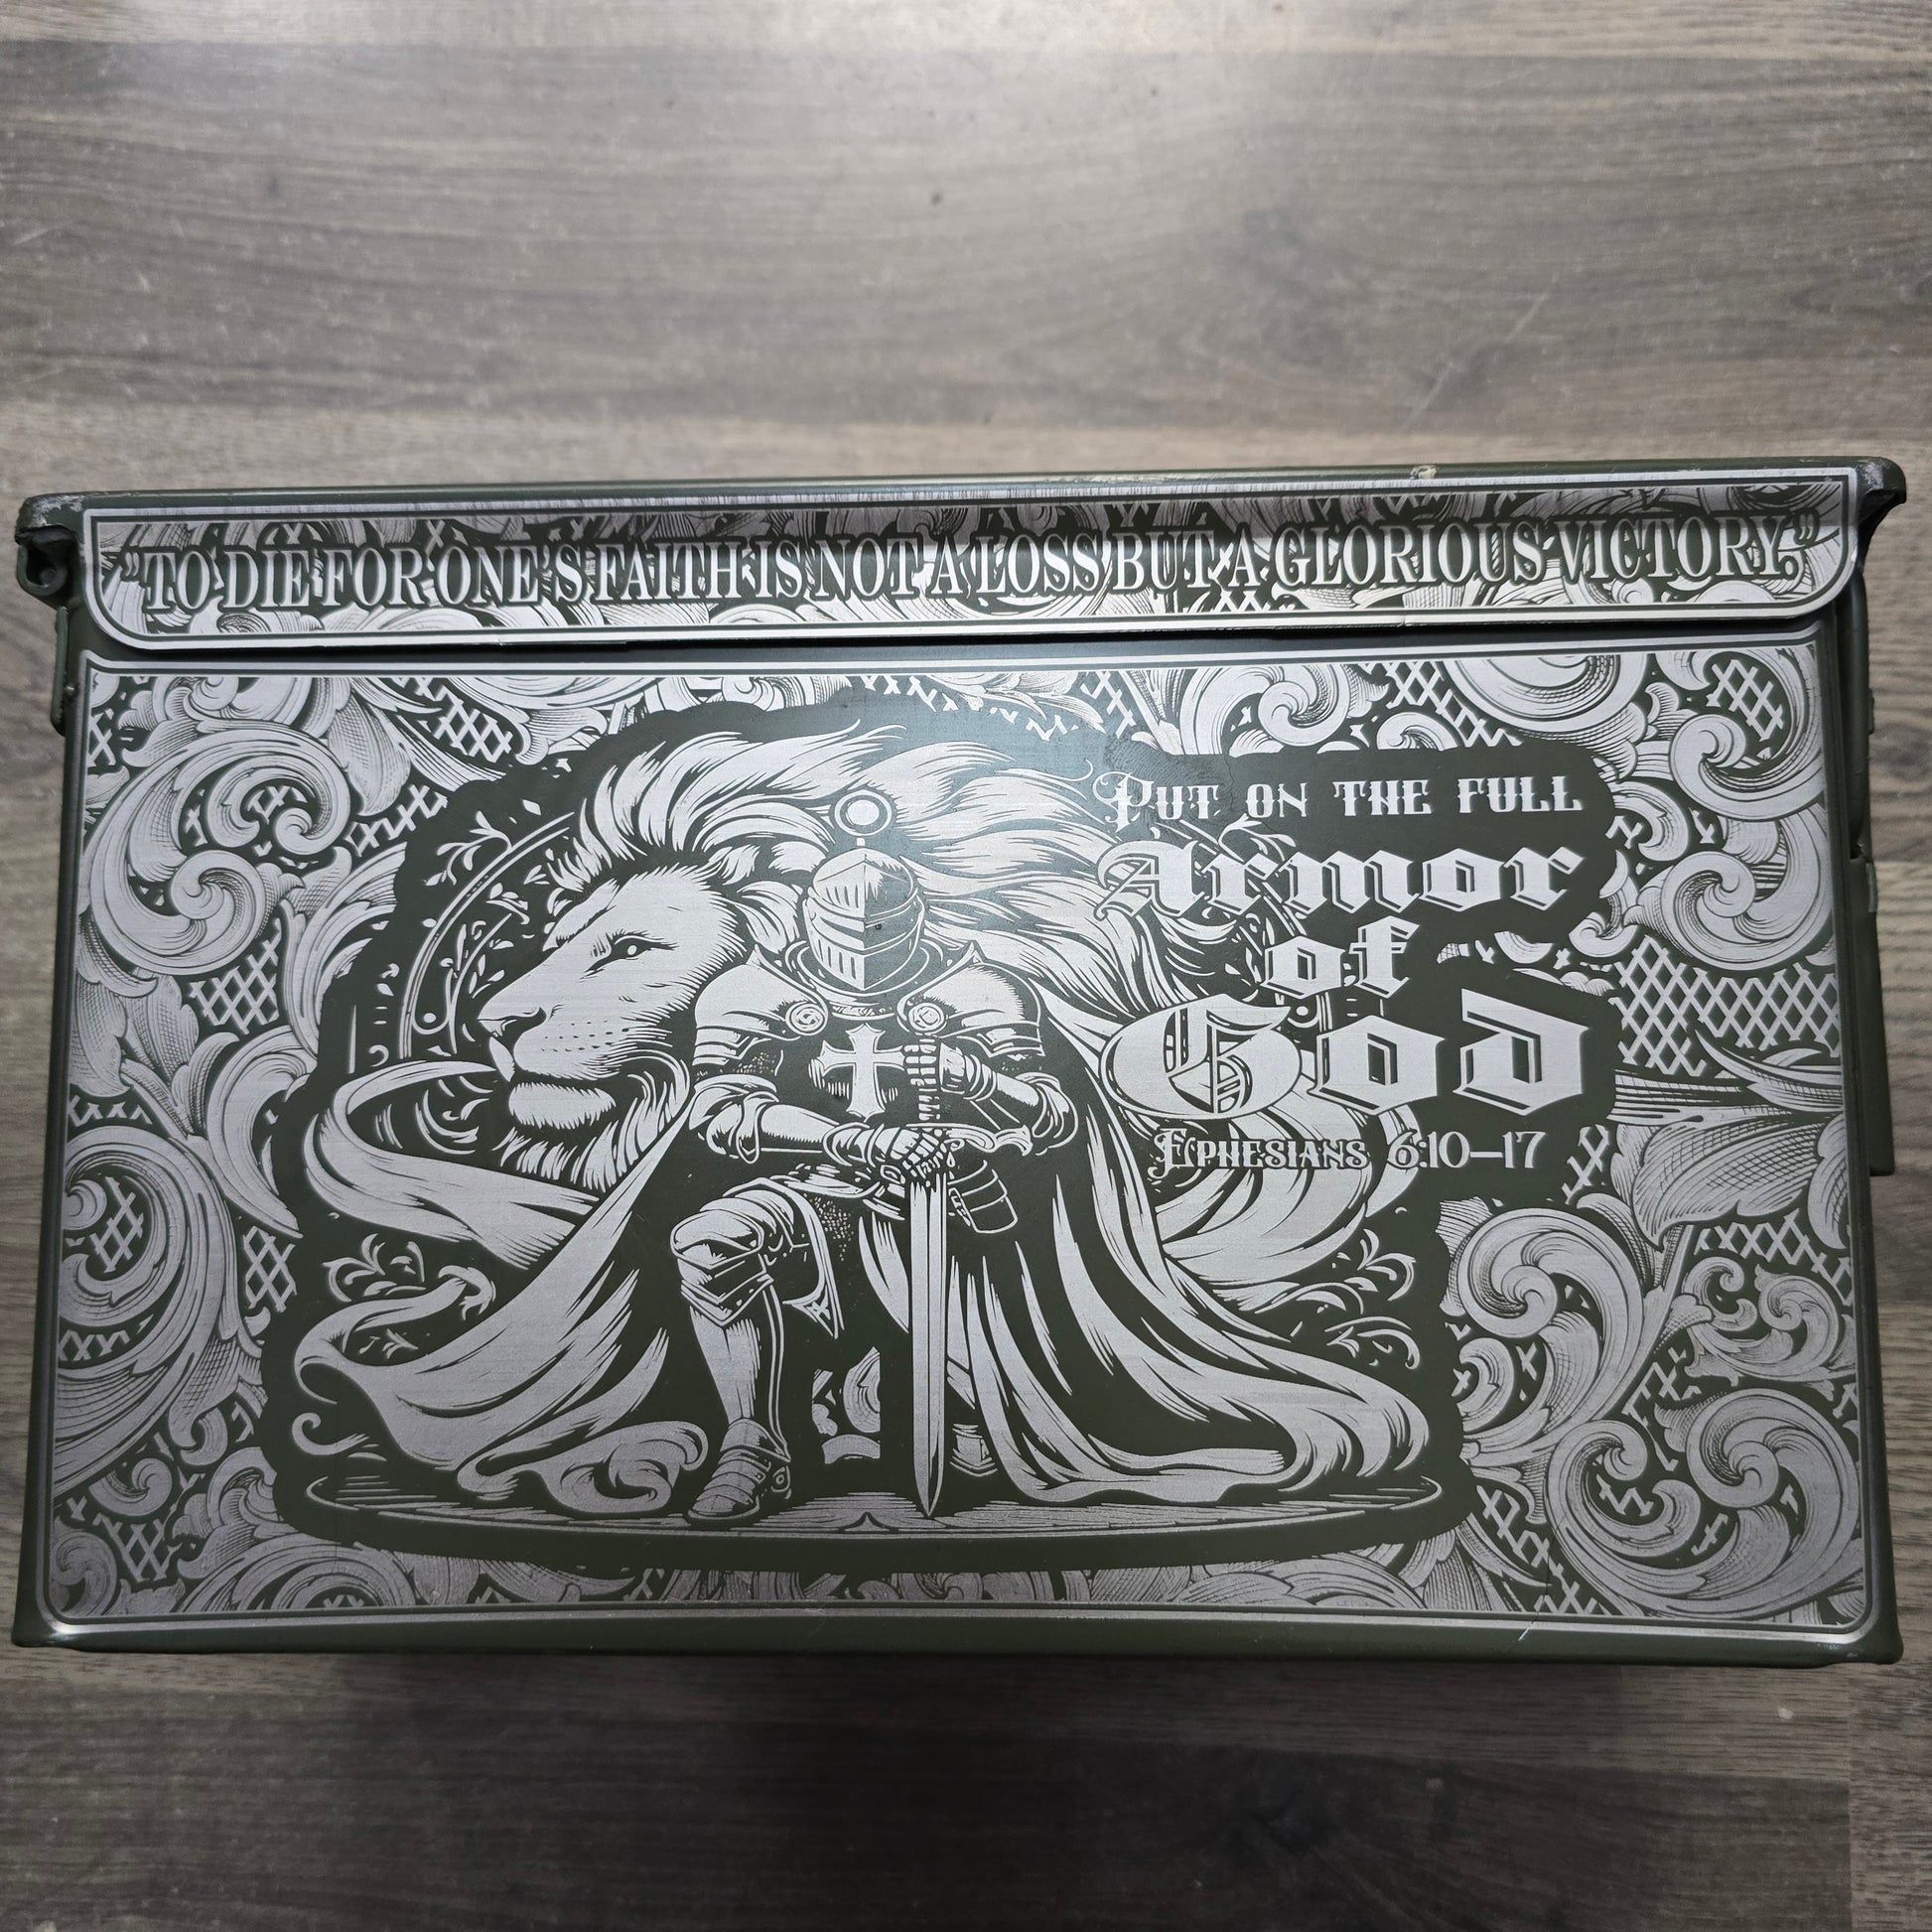 "TO DIE FOR ONE'S FAITH IS NOT A LOSS BUT A GLORIOUS VICTORY."
PUT ON THE FULL
Armor
of
God
EPHESIANS 6:10–17